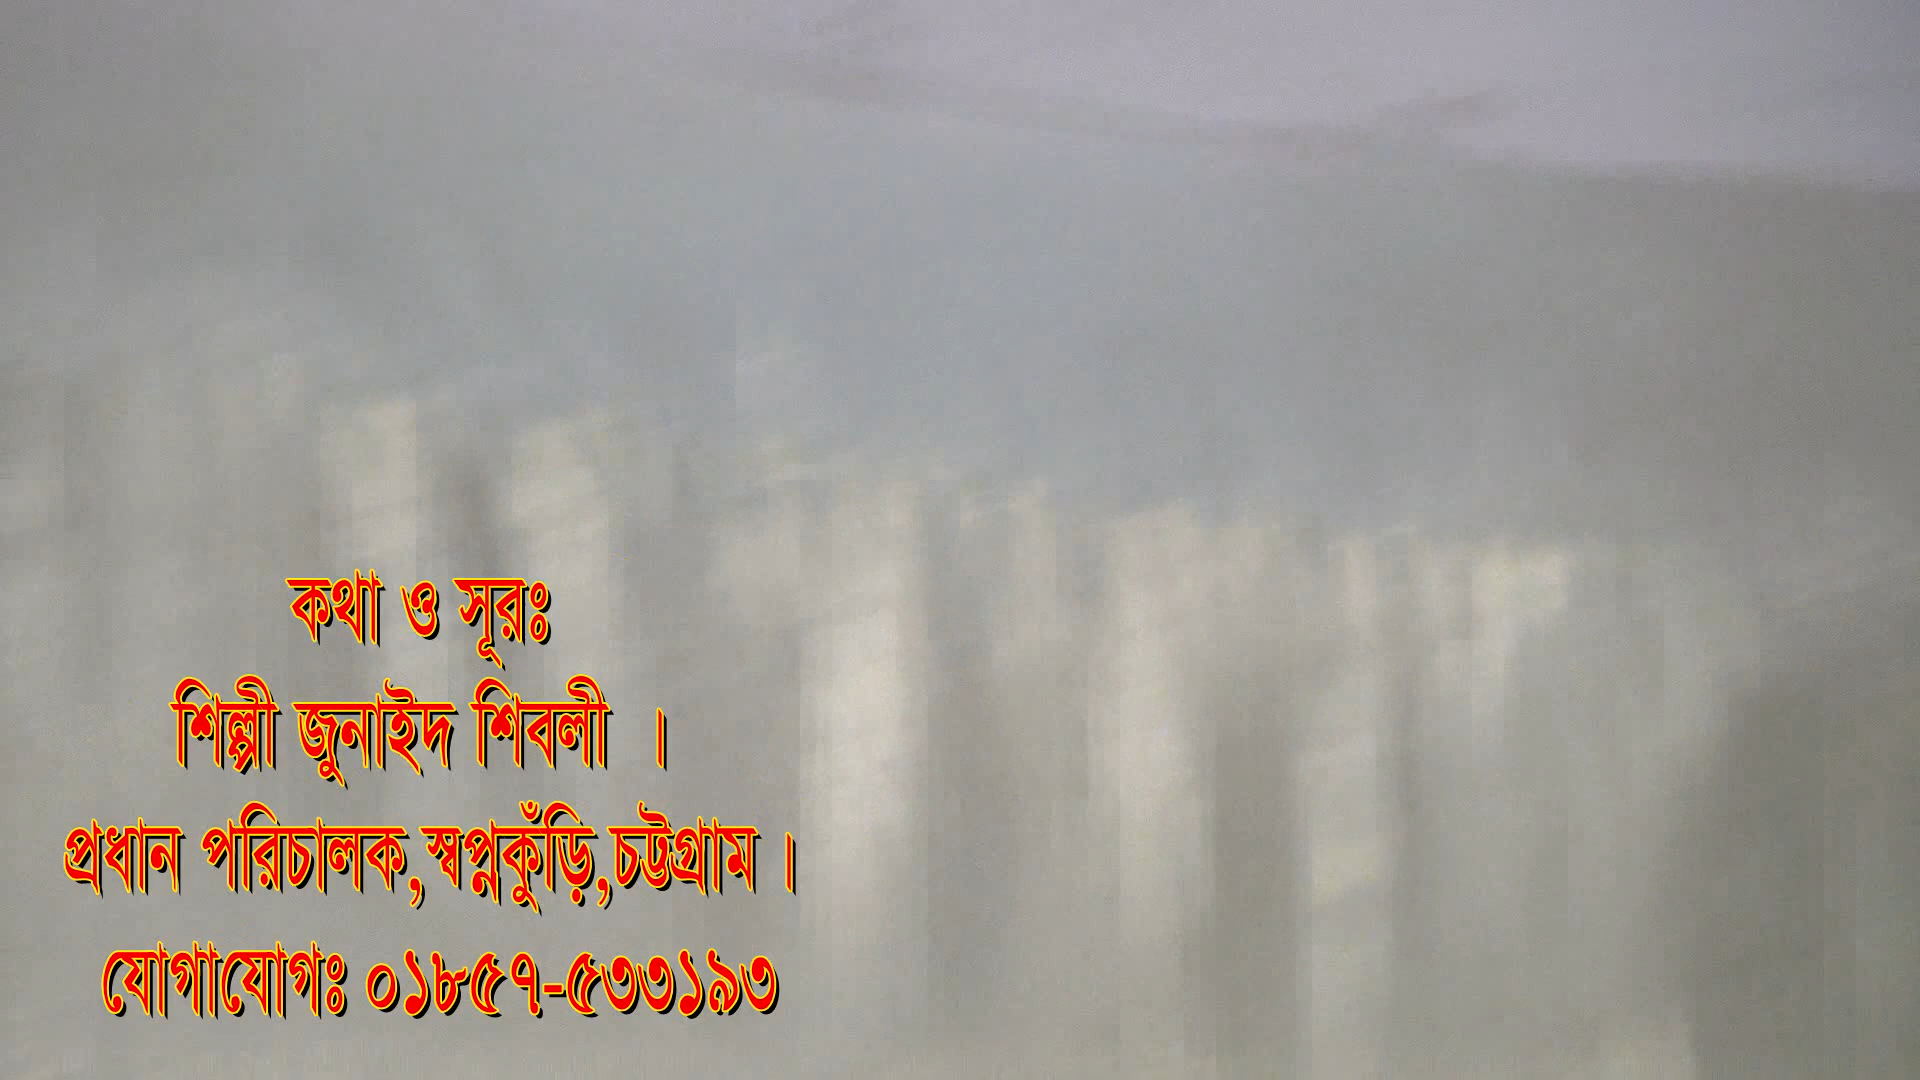 কথা ও সূরঃ
শিল্পী জুনাইদ শিবলী ।
প্রধান পরিচালক,স্বপ্নকুঁড়ি,চট্টগ্রাম ।
যোগাযোগঃ ০১৮৫৭-৫৩৩১৯৩